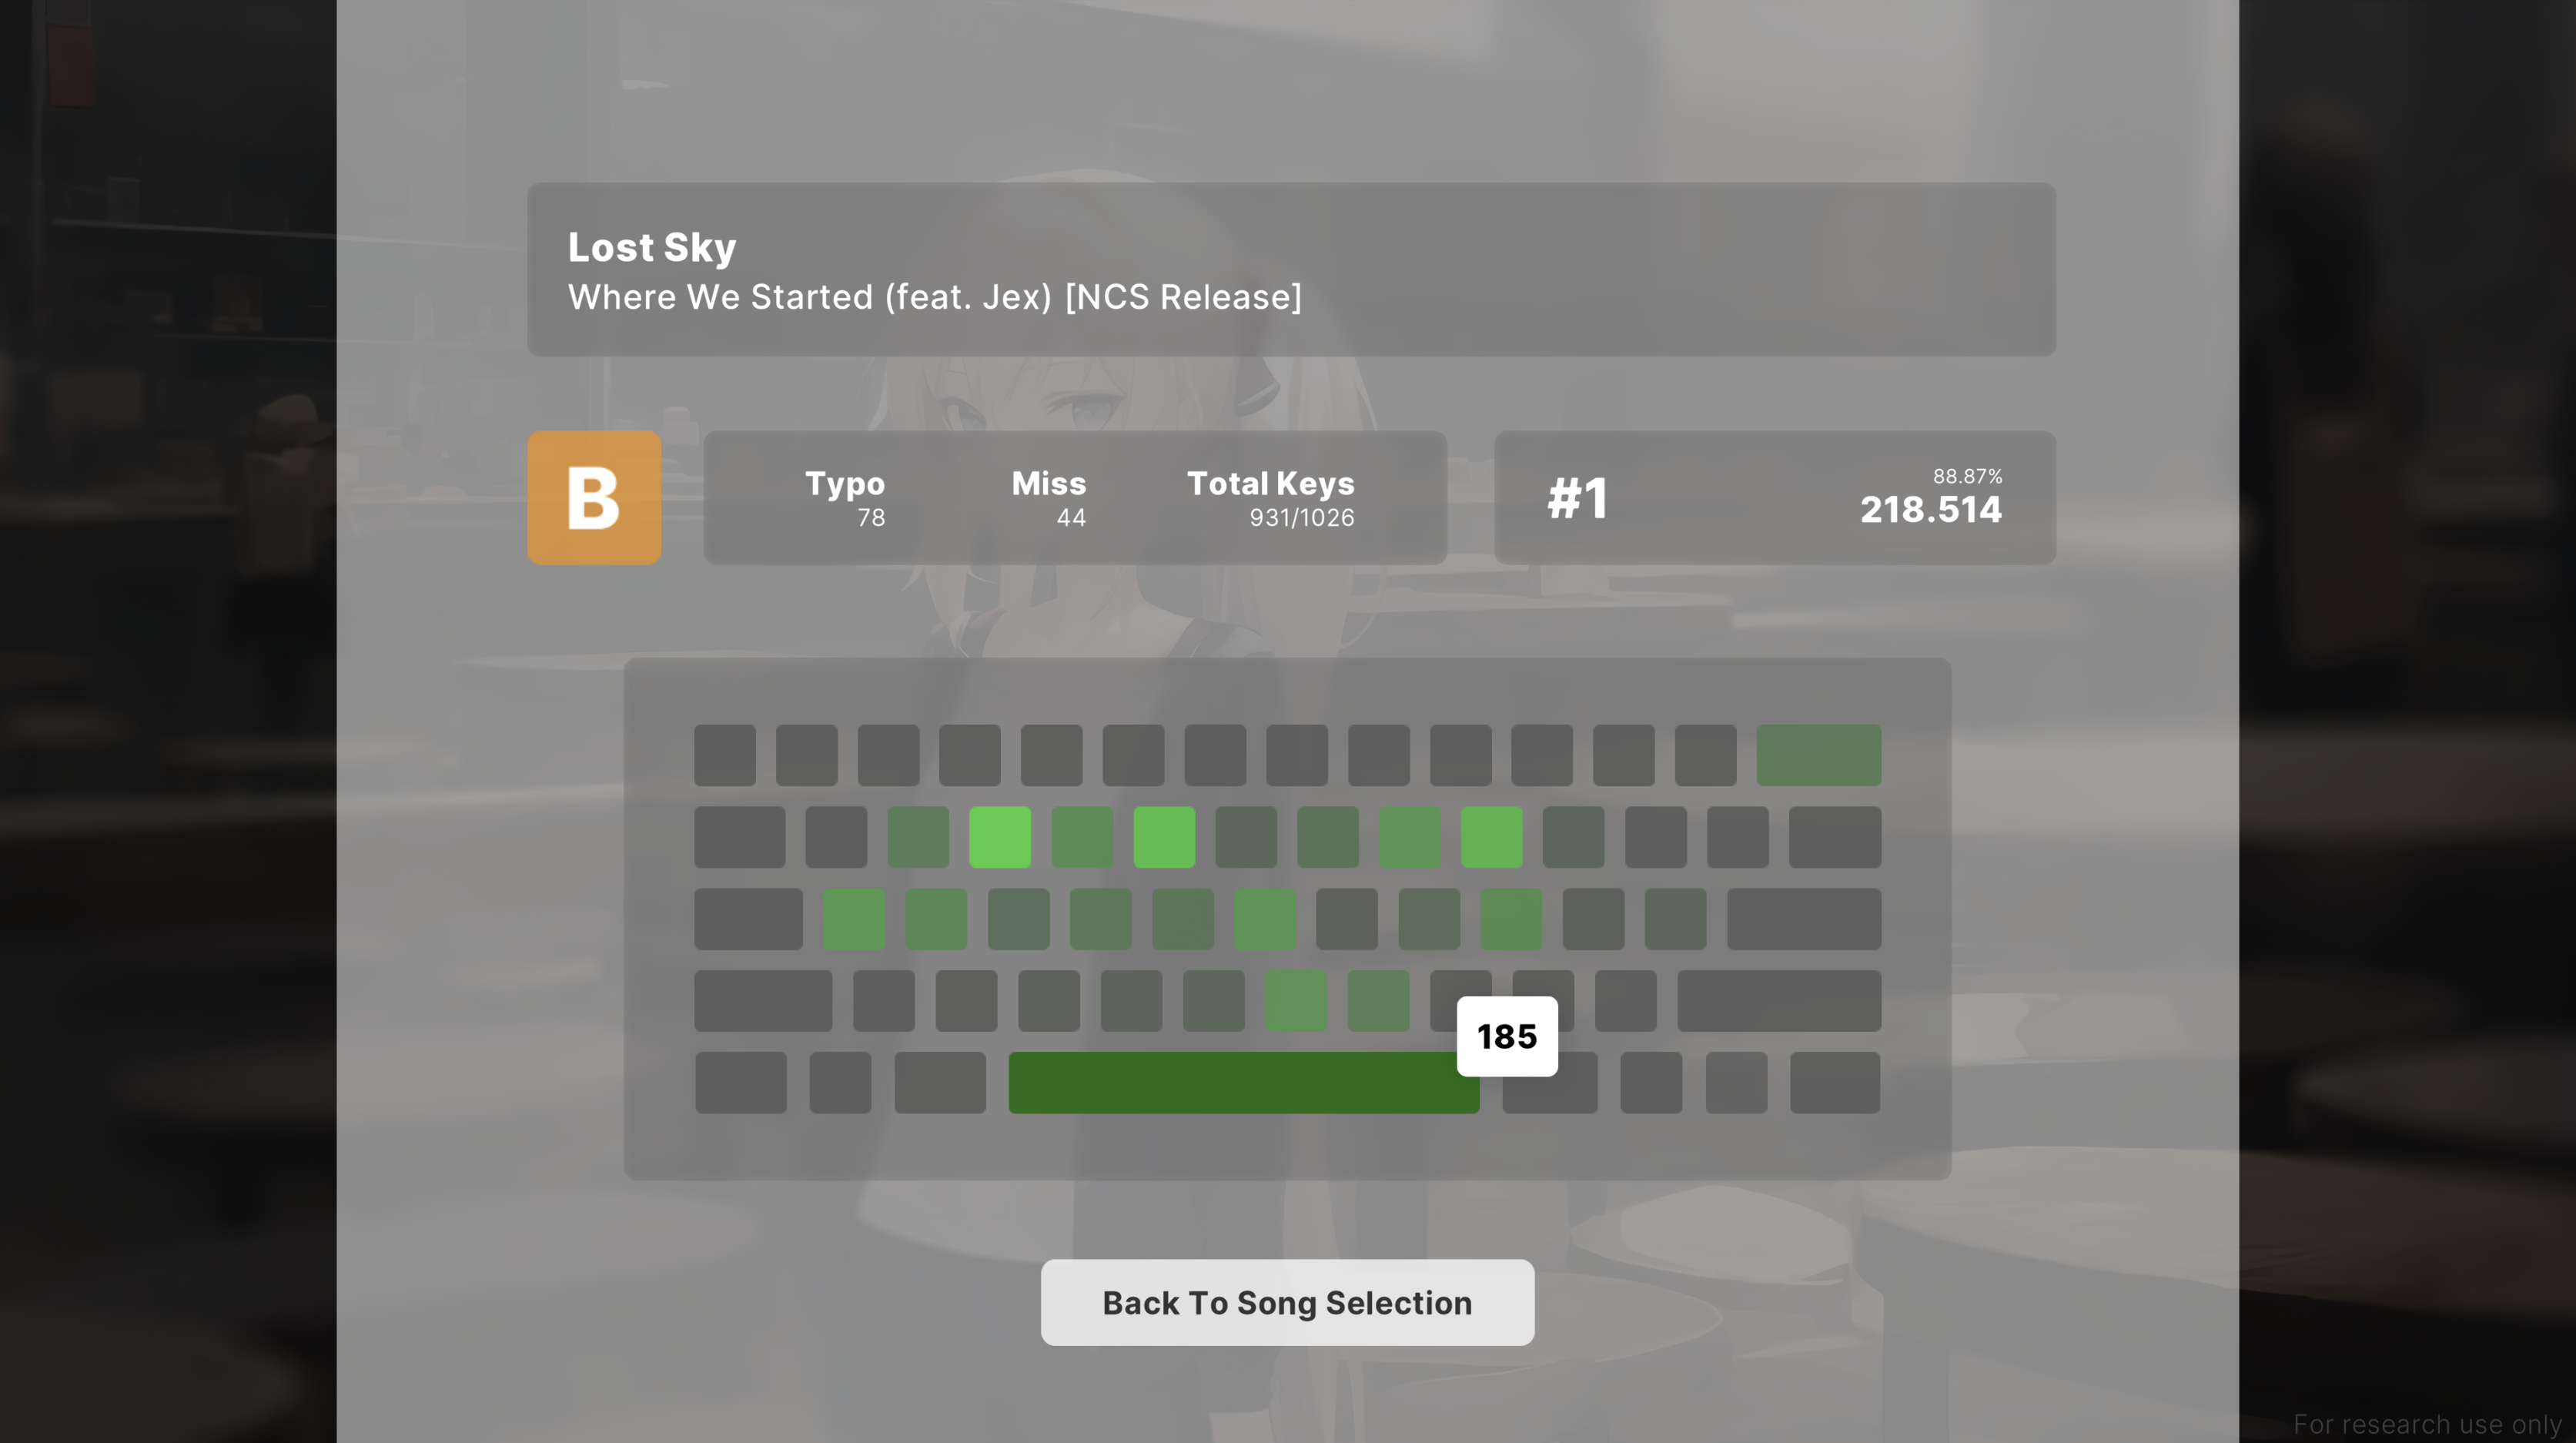 Lost Sky
Where We Started (feat. Jex) [NCS Release]
B
Typo
78
Miss
44
Total Keys
931/1026
#1
88.87%
218.514
185
Back To Song Selection
For research use only